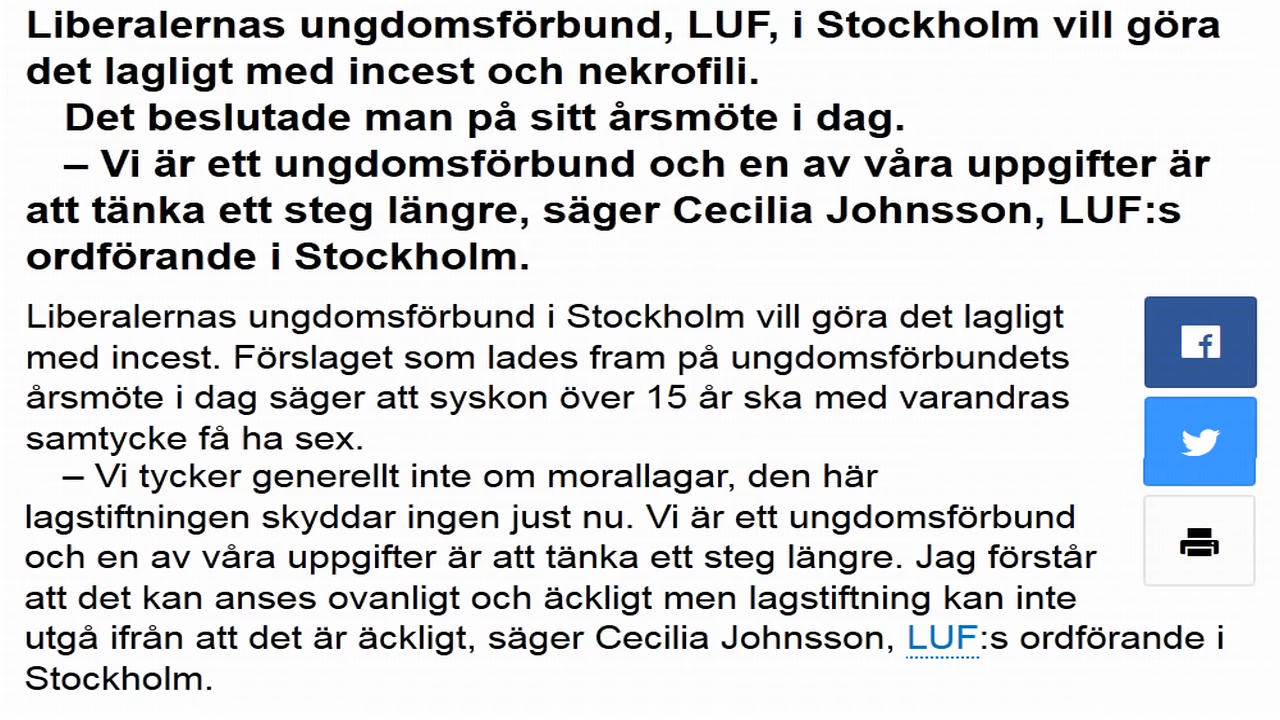 Liberalernas ungdomsförbund, LUF, i Stockholm vill göra
det lagligt med incest och nekrofili.
Det beslutade man på sitt årsmöte i dag.
– Vi är ett ungdomsförbund och en av våra uppgifter är
att tänka ett steg längre, säger Cecilia Johnsson, LUF:s
ordförande i Stockholm.
Liberalernas ungdomsförbund i Stockholm vill göra det lagligt
med incest. Förslaget som lades fram på ungdomsförbundets
årsmöte i dag säger att syskon över 15 år ska med varandras
samtycke få ha sex.
– Vi tycker generellt inte om morallagar, den här
lagstiftningen skyddar ingen just nu. Vi är ett ungdomsförbund
och en av våra uppgifter är att tänka ett steg längre. Jag förstår
att det kan anses ovanligt och äckligt men lagstiftning kan inte
utgå ifrån att det är äckligt, säger Cecilia Johnsson, LUF:s ordförande i
Stockholm.